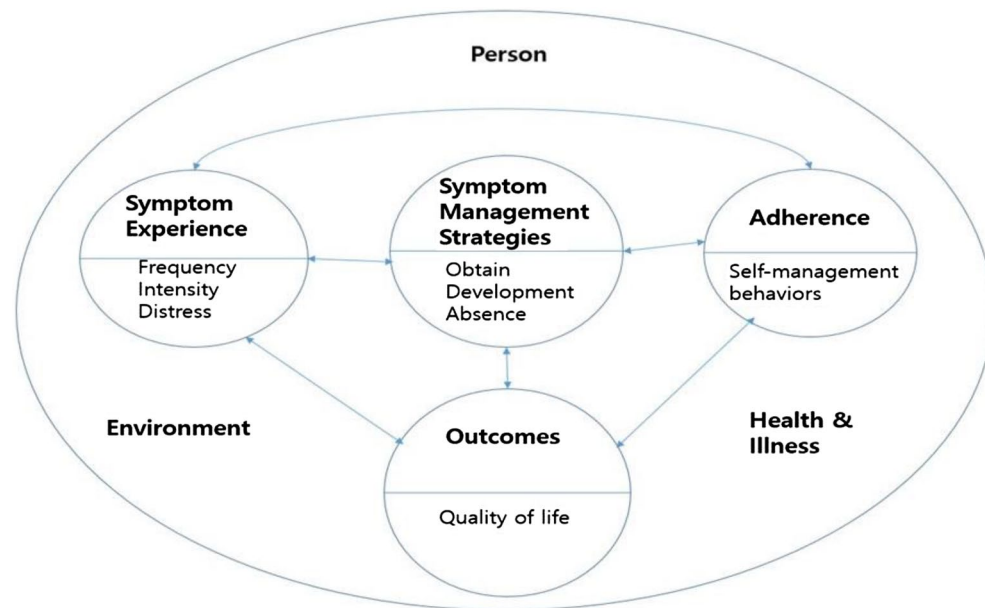 Person
Symptom
Experience
Frequency
Intensity
Distress
Symptom
Management
Strategies
Obtain
Development
Absence
Adherence
Self-management
behaviors
Environment
Outcomes
Quality of life
Health &
Illness